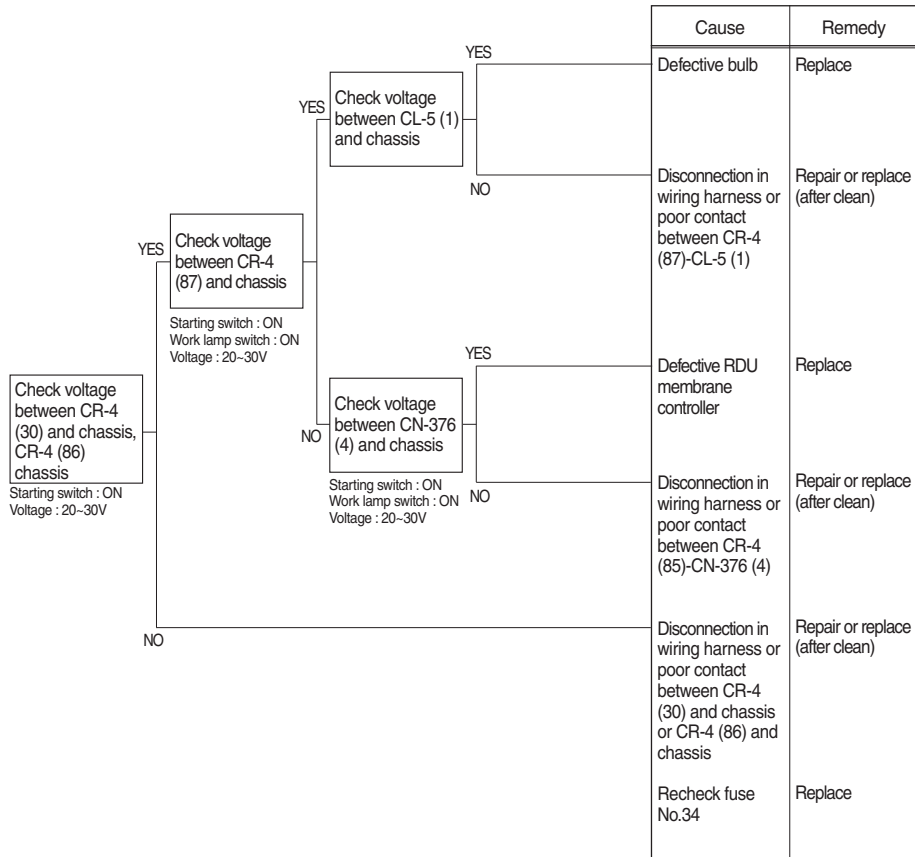 Cause
Remedy
YES
Defective bulb
Replace
YES
Check voltage
between CL-5 (1)
and chassis
NO
Disconnection in
wiring harness or
poor contact
between CR-4
(87)-CL-5 (1)
Repair or replace
(after clean)
YES
Check voltage
between CR-4
(87) and chassis
Starting switch : ON
Work lamp switch : ON
Voltage : 20~30V
YES
Defective RDU
membrane
controller
Replace
Check voltage
between CR-4
(30) and chassis,
CR-4 (86)
chassis
Starting switch : ON
Voltage : 20~30V
NO
Check voltage
between CN-376
(4) and chassis
Starting switch : ON
Work lamp switch : ON
Voltage : 20~30V
NO
Disconnection in
wiring harness or
poor contact
between CR-4
(85)-CN-376 (4)
Repair or replace
(after clean)
NO
Disconnection in
wiring harness or
poor contact
between CR-4
(30) and chassis
or CR-4 (86) and
chassis
Repair or replace
(after clean)
Recheck fuse
No.34
Replace